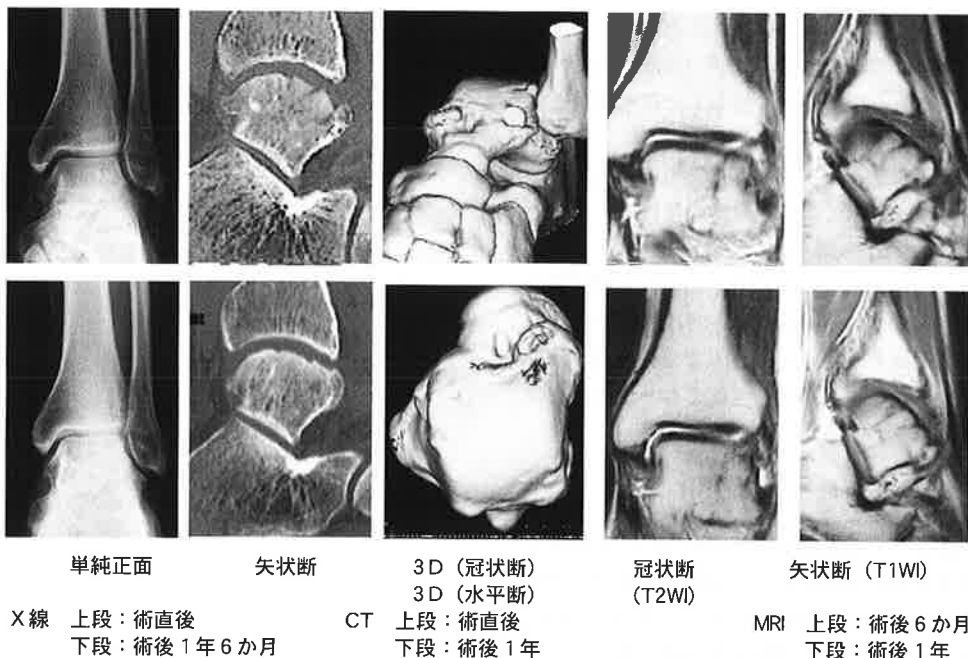 単純正面
矢状断
3D（冠状断）
3D（水平断）
冠状断
(T2WI)
矢状断 (T1WI)
X線 上段：術直後
下段：術後1年6か月
CT 上段：術直後
下段：術後1年
MRI 上段：術後6か月
下段：術後1年